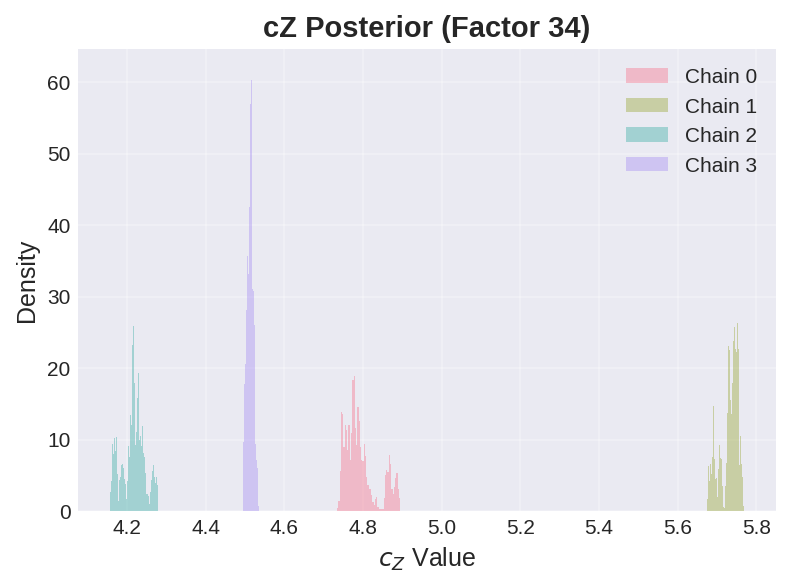 cZ Posterior (Factor 34)
Chain 0
Chain 1
Chain 2
Chain 3
Density
60
50
40
30
20
10
0
4.2 4.4 4.6 4.8 5.0 5.2 5.4 5.6 5.8
c_Z Value